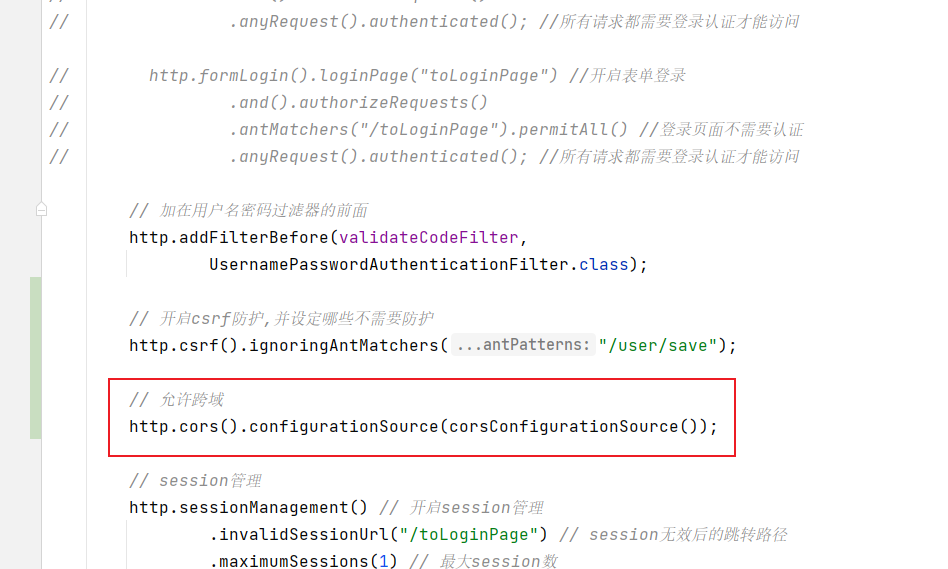 // .anyRequest().authenticated(); //所有请求都需要登录认证才能访问
// http.formLogin().loginPage("toLoginPage") //开启表单登录
// .and().authorizeRequests()
// .antMatchers("/toLoginPage").permitAll() //登录页面不需要认证
// .anyRequest().authenticated(); //所有请求都需要登录认证才能访问
// 加在用户名密码过滤器的前面
http.addFilterBefore(validateCodeFilter,
UsernamePasswordAuthenticationFilter.class);
// 开启csrf防护,并设定哪些不需要防护
http.csrf().ignoringAntMatchers( ...antPatterns: "/user/save");
// 允许跨域
http.cors().configurationSource(corsConfigurationSource());
// session管理
http.sessionManagement() // 开启session管理
.invalidSessionUrl("/toLoginPage") // session无效后的跳转路径
.maximumSessions(1) // 最大session数